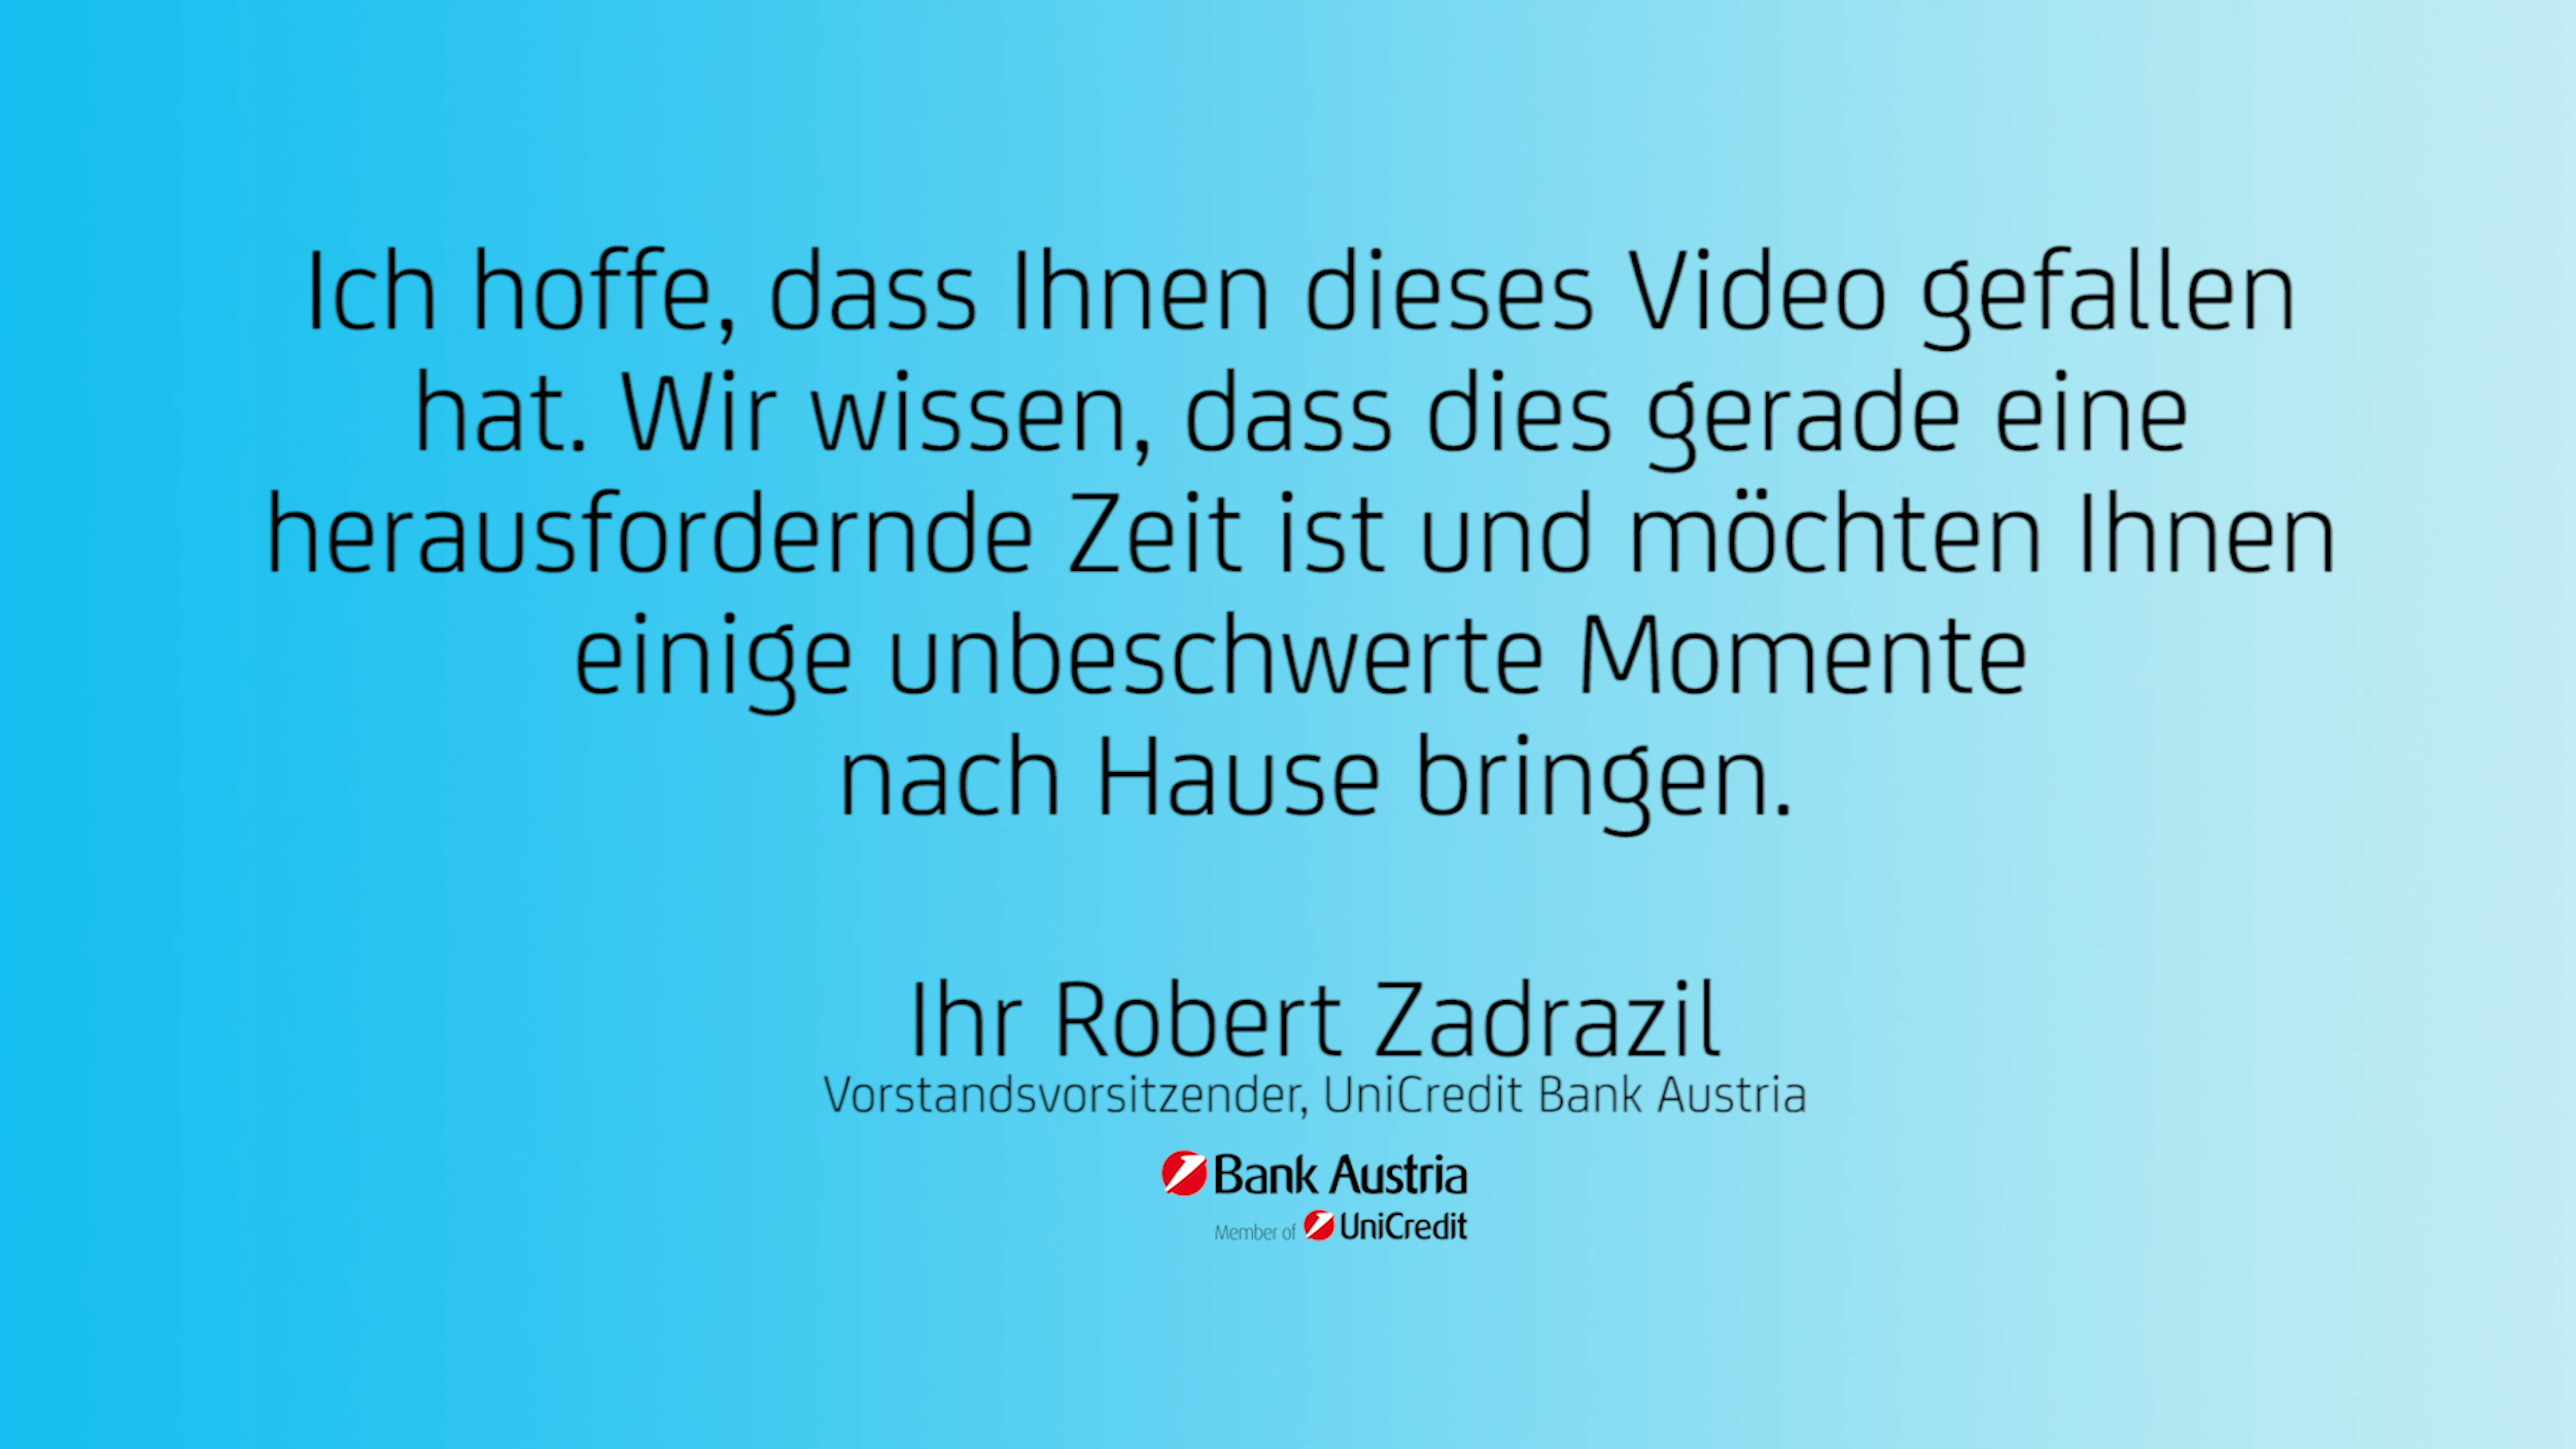 Ich hoffe, dass Ihnen dieses Video gefallen
hat. Wir wissen, dass dies gerade eine
herausfordernde Zeit ist und möchten Ihnen
einige unbeschwerte Momente
nach Hause bringen.
Ihr Robert Zadrazil
Vorstandsvorsitzender, UniCredit Bank Austria
Bank Austria
Member of UniCredit